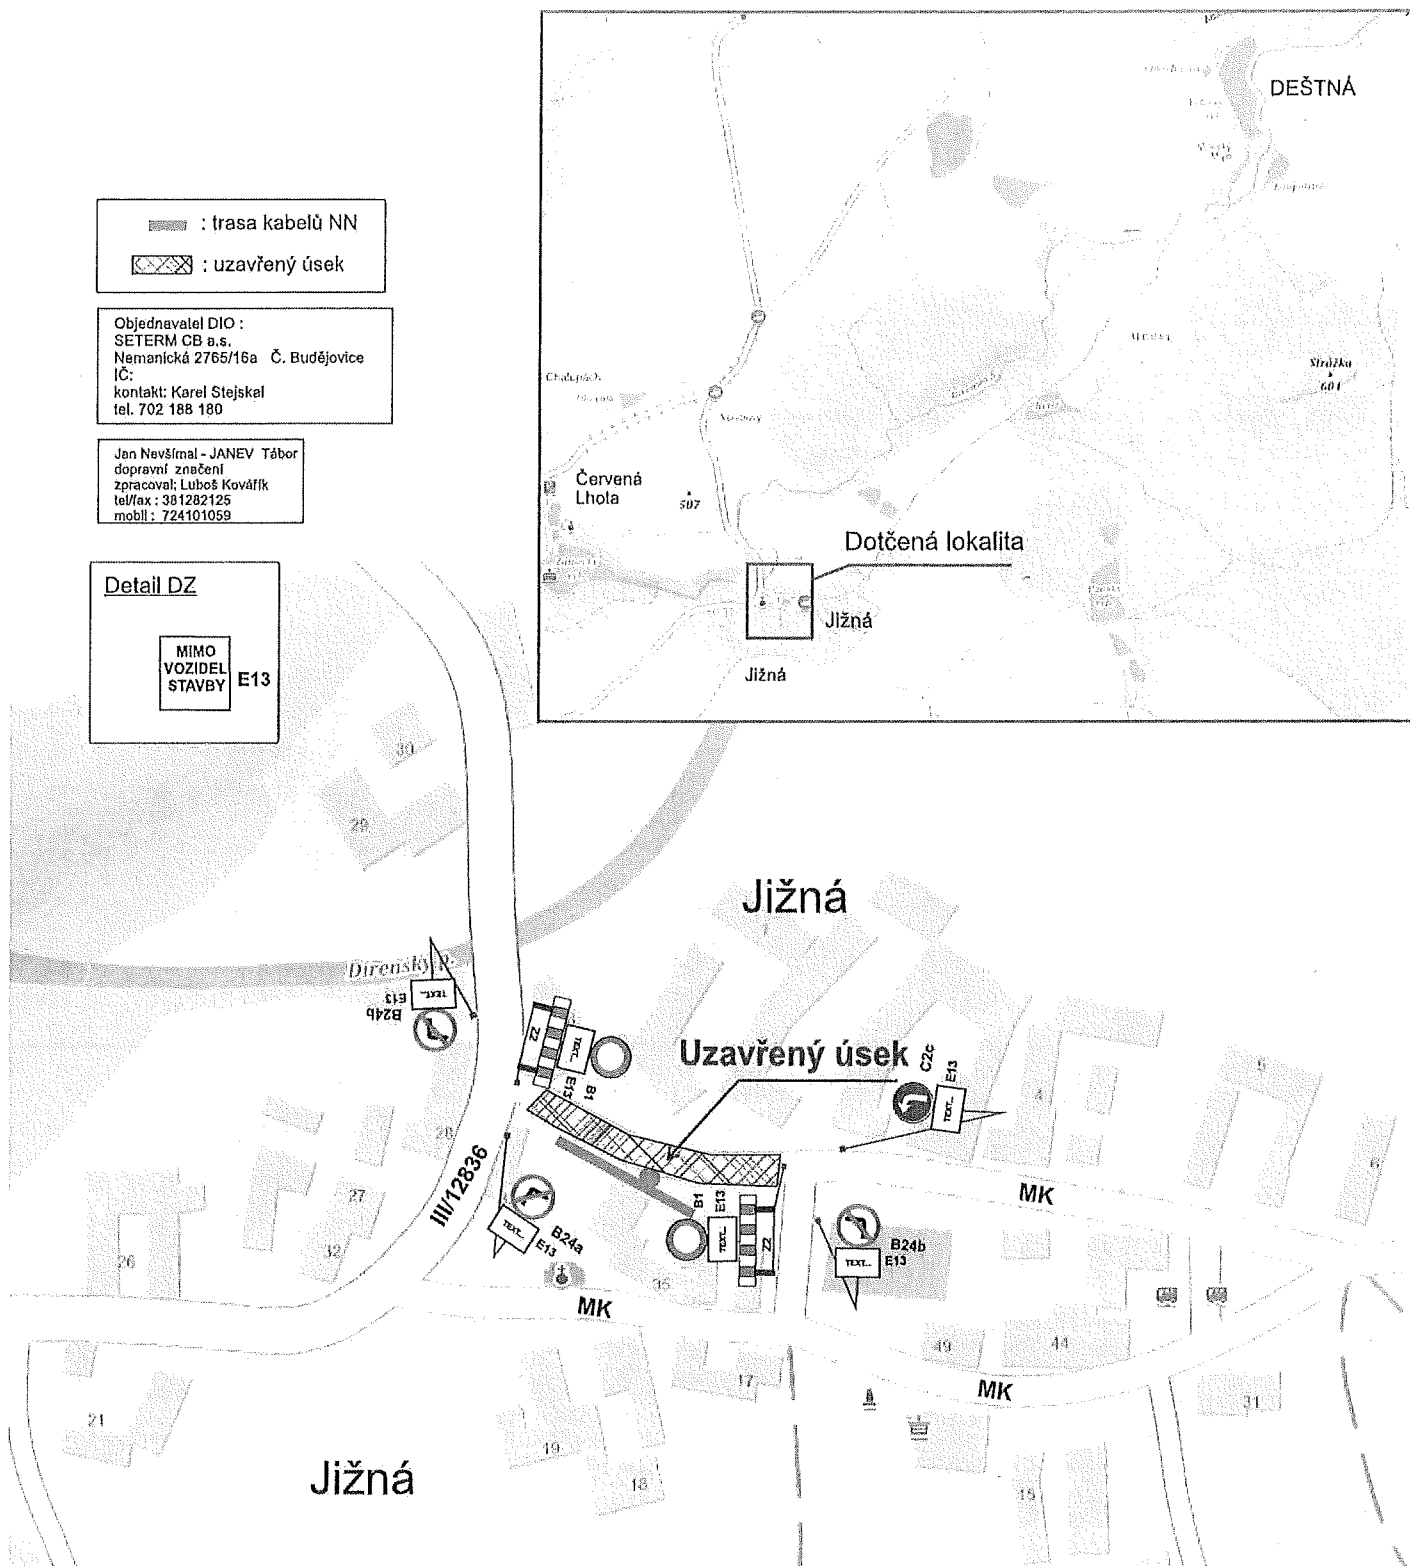 : trasa kabelů NN
: uzavřený úsek
Objednavatel DIO :
SETERM CB a.s.
Nemanická 2765/16a Č. Budějovice
IČ:
kontakt: Karel Stejskal
tel. 702 188 180
Jan Nevšímal - JANEV Tábor
dopravní značení
zpracoval; Luboš Kovářík
tel/fax : 381282125
mobil : 724101059
Detail DZ
MIMO
VOZIDEL
STAVBY
E13
DEŠTNÁ
Strážka
601
Červená
Lhota
507
Dotčená lokalita
Jižná
Jižná
30
29
Jižná
Dírenský p.
TEXT...
E13
B24b
Z2
TEXT...
E13
B1
Uzavřený úsek
C2c
E13
TEXT...
4
5
6
28
III/12836
27
32
26
TEXT...
E13
B24a
B1
E13
TEXT...
Z2
35
MK
B24b
TEXT...
E13
MK
49
44
MK
17
31
21
19
18
15
Jižná